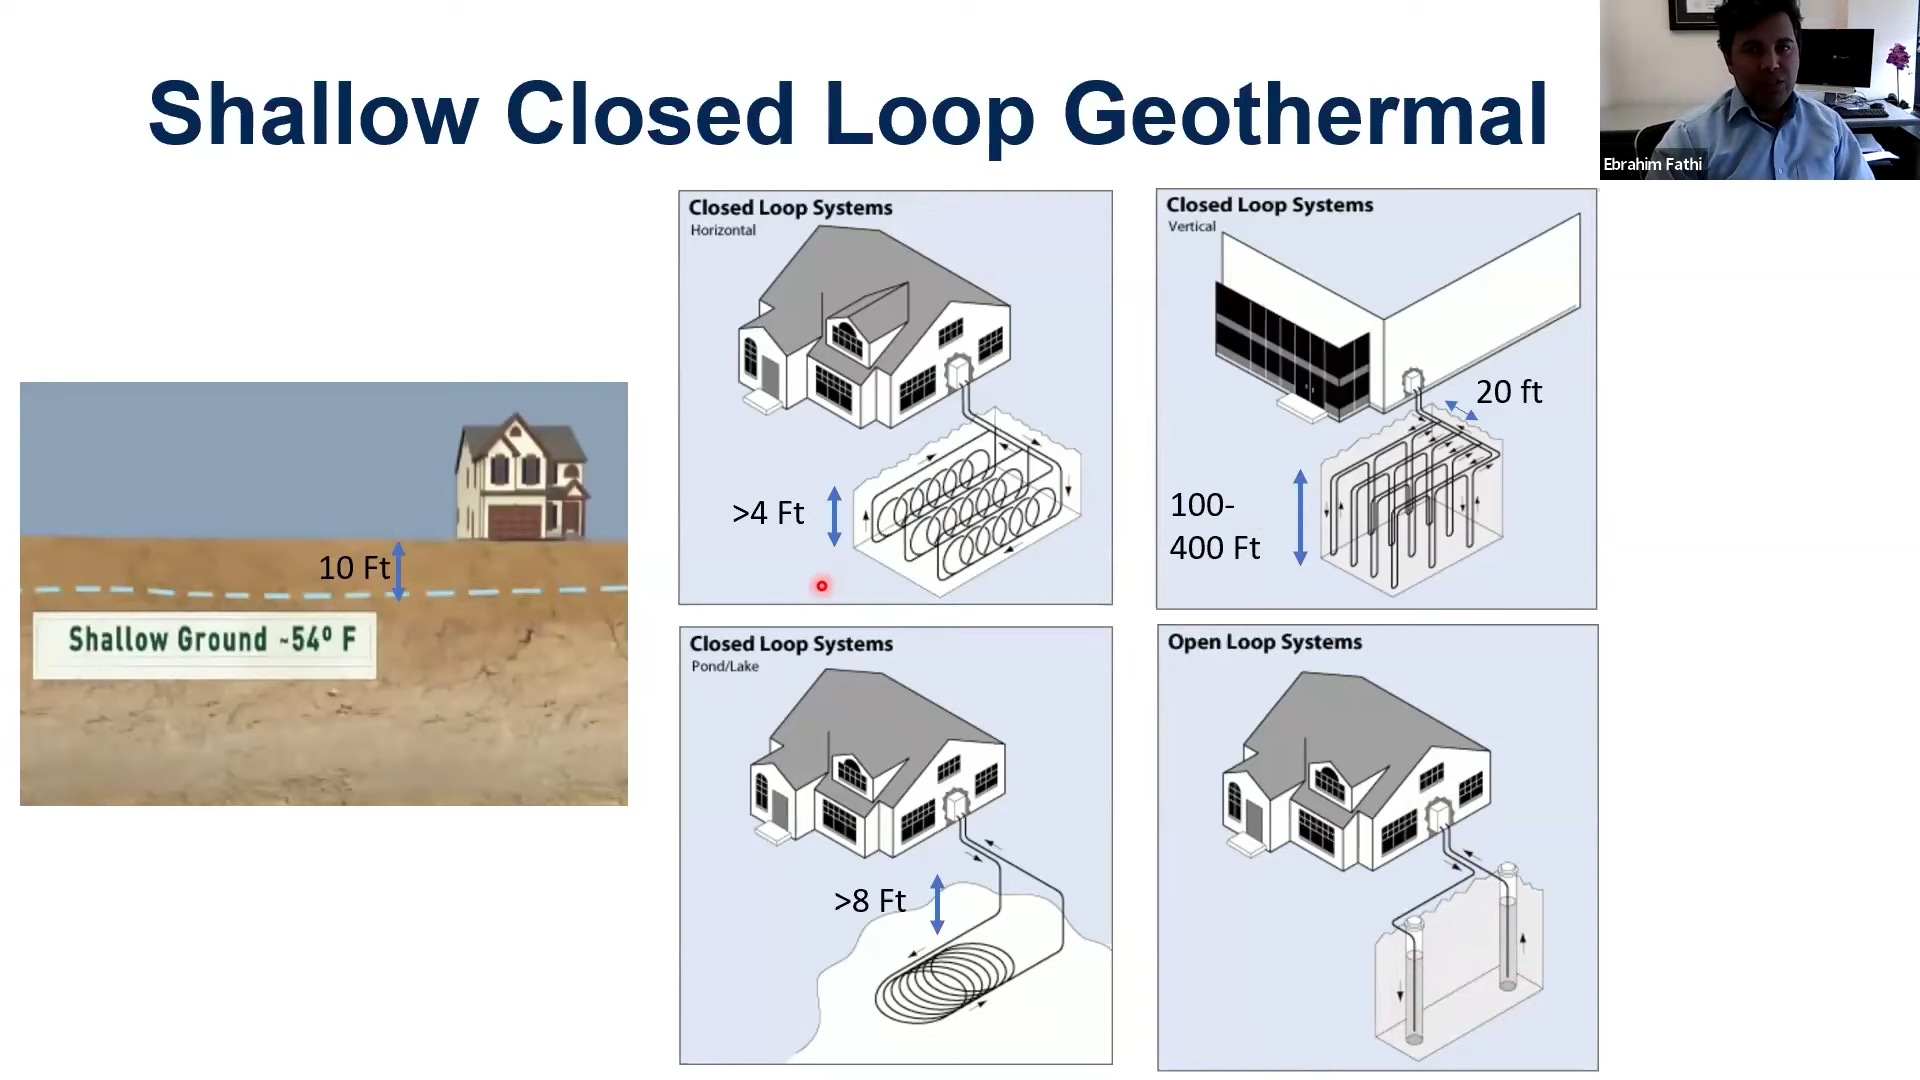 Shallow Closed Loop Geothermal
Ebrahim Fathi
10 Ft
Shallow Ground ~54º F
Closed Loop Systems
Horizontal
>4 Ft
Closed Loop Systems
Vertical
20 ft
100-
400 Ft
Closed Loop Systems
Pond/Lake
>8 Ft
Open Loop Systems